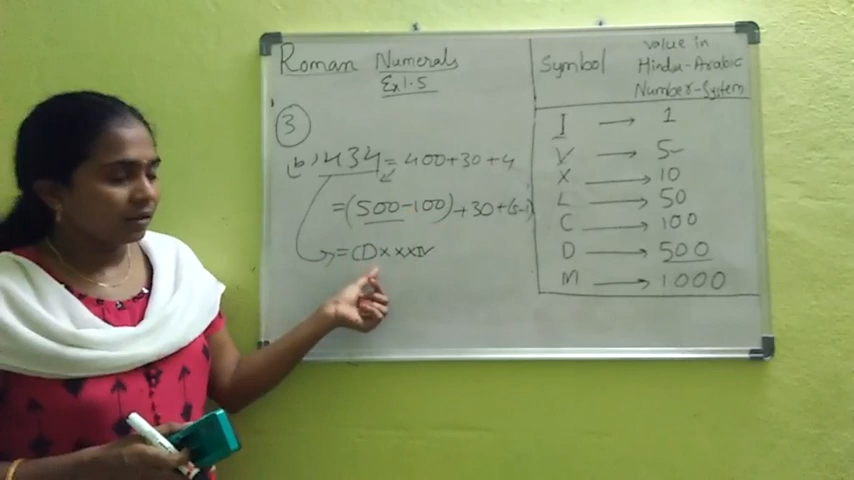 Roman Numerals
Ex1.5
3
(b) 434 = 400+30+4
= (500-100)+30+(5-1)
= CDXXXIV
Symbol
value in
Hindu-Arabic
Number-System
I → 1
V → 5
X → 10
L → 50
C → 100
D → 500
M → 1000